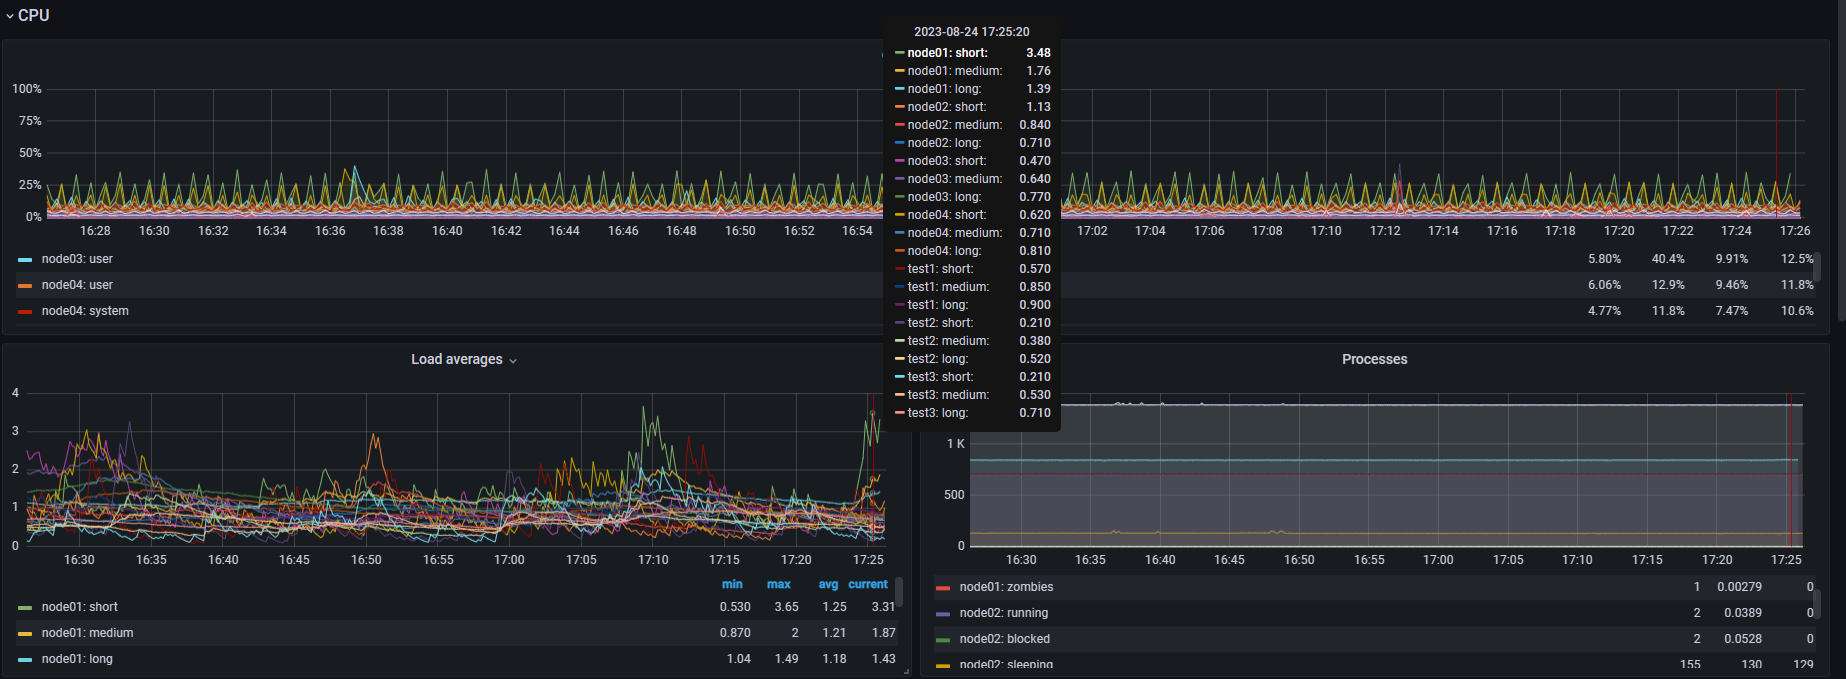 CPU
2023-08-24 17:25:20
node01: short: 3.48
node01: medium: 1.76
node01: long: 1.39
node02: short: 1.13
node02: medium: 0.840
node02: long: 0.710
node03: short: 0.470
node03: medium: 0.640
node03: long: 0.770
node04: short: 0.620
node04: medium: 0.710
node04: long: 0.810
test1: short: 0.570
test1: medium: 0.850
test1: long: 0.900
test2: short: 0.210
test2: medium: 0.380
test2: long: 0.520
test3: short: 0.210
test3: medium: 0.530
test3: long: 0.710
100%
75%
50%
25%
0%
16:28 16:30 16:32 16:34 16:36 16:38 16:40 16:42 16:44 16:46 16:48 16:50 16:52 16:54 17:02 17:04 17:06 17:08 17:10 17:12 17:14 17:16 17:18 17:20 17:22 17:24 17:26
node03: user 5.80% 40.4% 9.91% 12.5%
node04: user 6.06% 12.9% 9.46% 11.8%
node04: system 4.77% 11.8% 7.47% 10.6%
Load averages
4
3
2
1
0
16:30 16:35 16:40 16:45 16:50 16:55 17:00 17:05 17:10 17:15 17:20 17:25
min max avg current
node01: short 0.530 3.65 1.25 3.31
node01: medium 0.870 2 1.21 1.87
node01: long 1.04 1.49 1.18 1.43
Processes
1 K
500
0
16:30 16:35 16:40 16:45 16:50 16:55 17:00 17:05 17:10 17:15 17:20 17:25
node01: zombies 1 0.00279 0
node02: running 2 0.0389 0
node02: blocked 2 0.0528 0
node02: sleeping 155 130 129